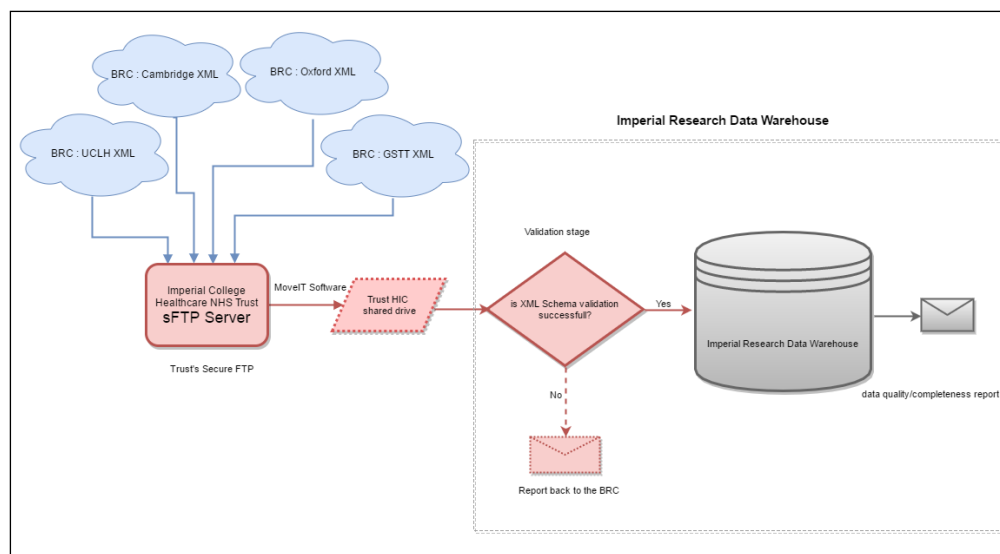 BRC : Cambridge XML
BRC : Oxford XML
BRC : UCLH XML
BRC : GSTT XML
Imperial Research Data Warehouse
Validation stage
Imperial College
Healthcare NHS Trust
sFTP Server
MoveIT Software
Trust HIC
shared drive
is XML Schema validation
successfull?
Yes
Imperial Research Data Warehouse
Trust's Secure FTP
No
data quality/completeness report
Report back to the BRC